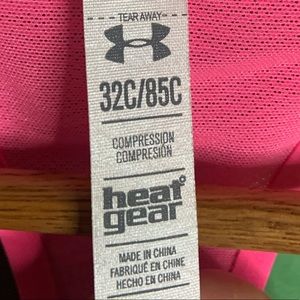 TEAR AWAY
32C/85C
COMPRESSION
COMPRESIÓN
heat
gear
MADE IN CHINA
FABRIQUÉ EN CHINE
HECHO EN CHINA